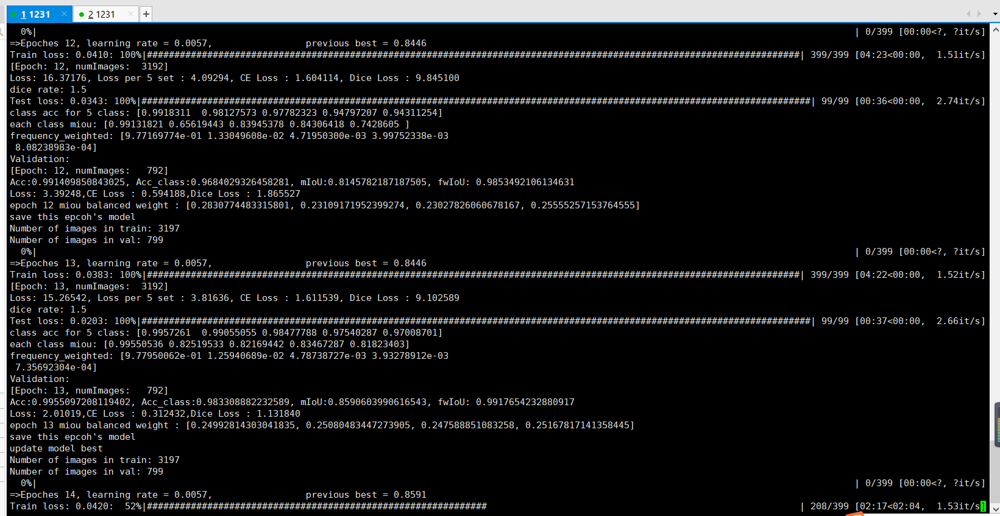 1 1231 × 2 1231 × +
0%| | 0/399 [00:00<?, ?it/s]
=>Epoches 12, learning rate = 0.0057, previous best = 0.8446
Train loss: 0.0410: 100%|#######################################################################################################################| 399/399 [04:23<00:00, 1.51it/s]
[Epoch: 12, numImages: 3192]
Loss: 16.37176, Loss per 5 set : 4.09294, CE Loss : 1.604114, Dice Loss : 9.845100
dice rate: 1.5
Test loss: 0.0343: 100%|##########################################################################################################################| 99/99 [00:36<00:00, 2.74it/s]
class acc for 5 class: [0.9918311 0.98127573 0.97782323 0.94797207 0.94311254]
each class miou: [0.99131821 0.65619443 0.83945378 0.84306418 0.7428605 ]
frequency_weighted: [9.77169774e-01 1.33049608e-02 4.71950300e-03 3.99752338e-03
8.08238983e-04]
Validation:
[Epoch: 12, numImages: 792]
Acc:0.991409850843025, Acc_class:0.9684029326458281, mIoU:0.8145782187187505, fwIoU: 0.9853492106134631
Loss: 3.39248,CE Loss : 0.594188,Dice Loss : 1.865527
epoch 12 miou balanced weight : [0.2830774483315801, 0.23109171952399274, 0.23027826060678167, 0.25555257153764555]
save this epcoh's model
Number of images in train: 3197
Number of images in val: 799
0%| | 0/399 [00:00<?, ?it/s]
=>Epoches 13, learning rate = 0.0057, previous best = 0.8446
Train loss: 0.0383: 100%|#######################################################################################################################| 399/399 [04:22<00:00, 1.52it/s]
[Epoch: 13, numImages: 3192]
Loss: 15.26542, Loss per 5 set : 3.81636, CE Loss : 1.611539, Dice Loss : 9.102589
dice rate: 1.5
Test loss: 0.0203: 100%|##########################################################################################################################| 99/99 [00:37<00:00, 2.66it/s]
class acc for 5 class: [0.9957261 0.99055055 0.98477788 0.97540287 0.97008701]
each class miou: [0.99550536 0.82519533 0.82169442 0.83467287 0.81823403]
frequency_weighted: [9.77950062e-01 1.25940689e-02 4.78738727e-03 3.93278912e-03
7.35692304e-04]
Validation:
[Epoch: 13, numImages: 792]
Acc:0.9955097208119402, Acc_class:0.983308882232589, mIoU:0.8590603990616543, fwIoU: 0.9917654232880917
Loss: 2.01019,CE Loss : 0.312432,Dice Loss : 1.131840
epoch 13 miou balanced weight : [0.24992814303041835, 0.25080483447273905, 0.247588851083258, 0.25167817141358445]
save this epcoh's model
update model best
Number of images in train: 3197
Number of images in val: 799
0%| | 0/399 [00:00<?, ?it/s]
=>Epoches 14, learning rate = 0.0057, previous best = 0.8591
Train loss: 0.0420: 52%|############################################################## | 208/399 [02:17<02:04, 1.53it/s]